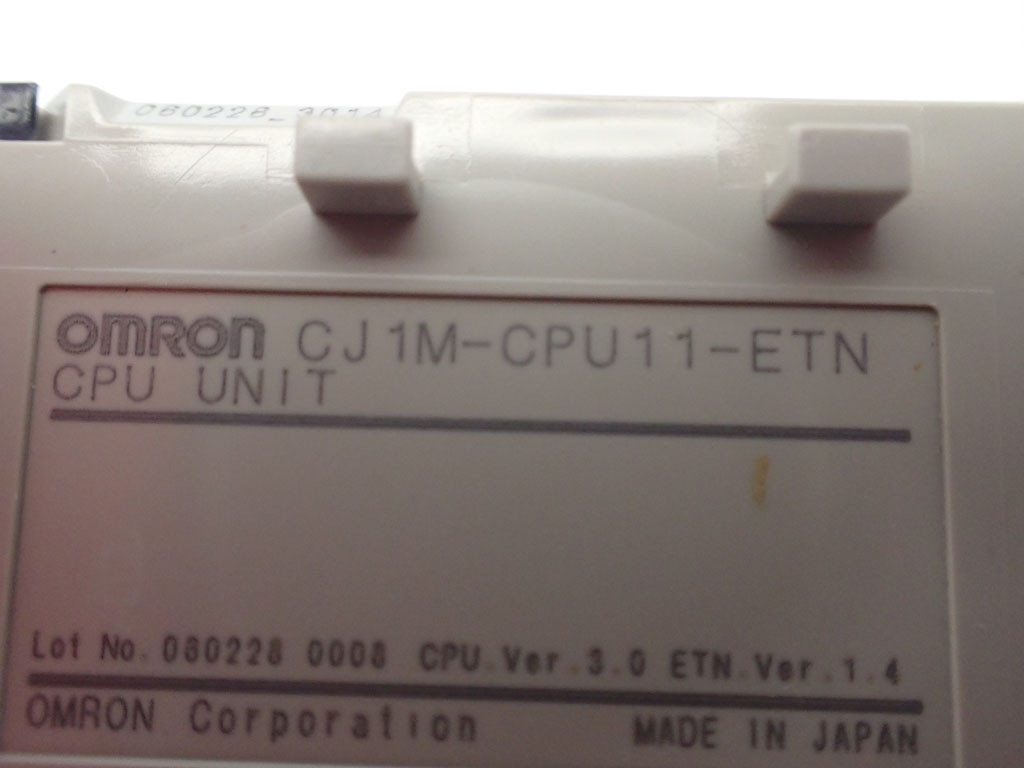 OMRON CJ1M-CPU11-ETN
CPU UNIT
Lot No. 080228 0008 CPU.Ver.3.0 ETN.Ver.1.4
OMRON Corporation MADE IN JAPAN